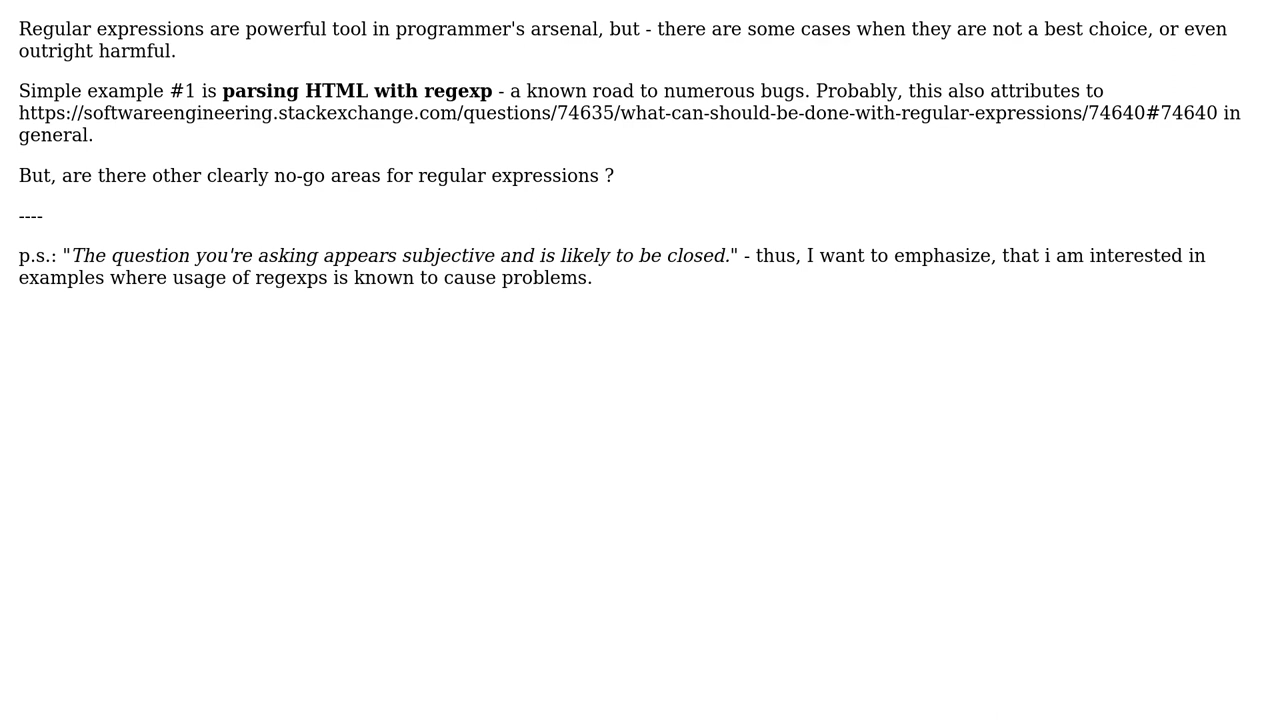 Regular expressions are powerful tool in programmer's arsenal, but - there are some cases when they are not a best choice, or even
outright harmful.
Simple example #1 is parsing HTML with regexp - a known road to numerous bugs. Probably, this also attributes to
https://softwareengineering.stackexchange.com/questions/74635/what-can-should-be-done-with-regular-expressions/74640#74640 in
general.
But, are there other clearly no-go areas for regular expressions ?
----
p.s.: "The question you're asking appears subjective and is likely to be closed." - thus, I want to emphasize, that i am interested in
examples where usage of regexps is known to cause problems.